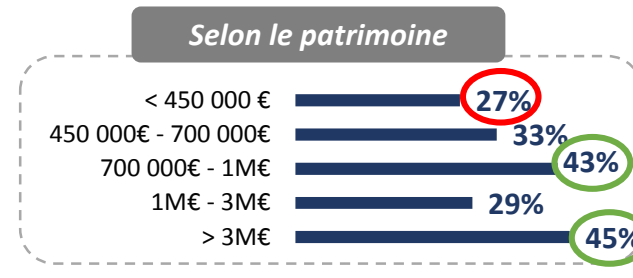 Selon le patrimoine
< 450 000 € 27%
450 000€ - 700 000€ 33%
700 000€ - 1M€ 43%
1M€ - 3M€ 29%
> 3M€ 45%